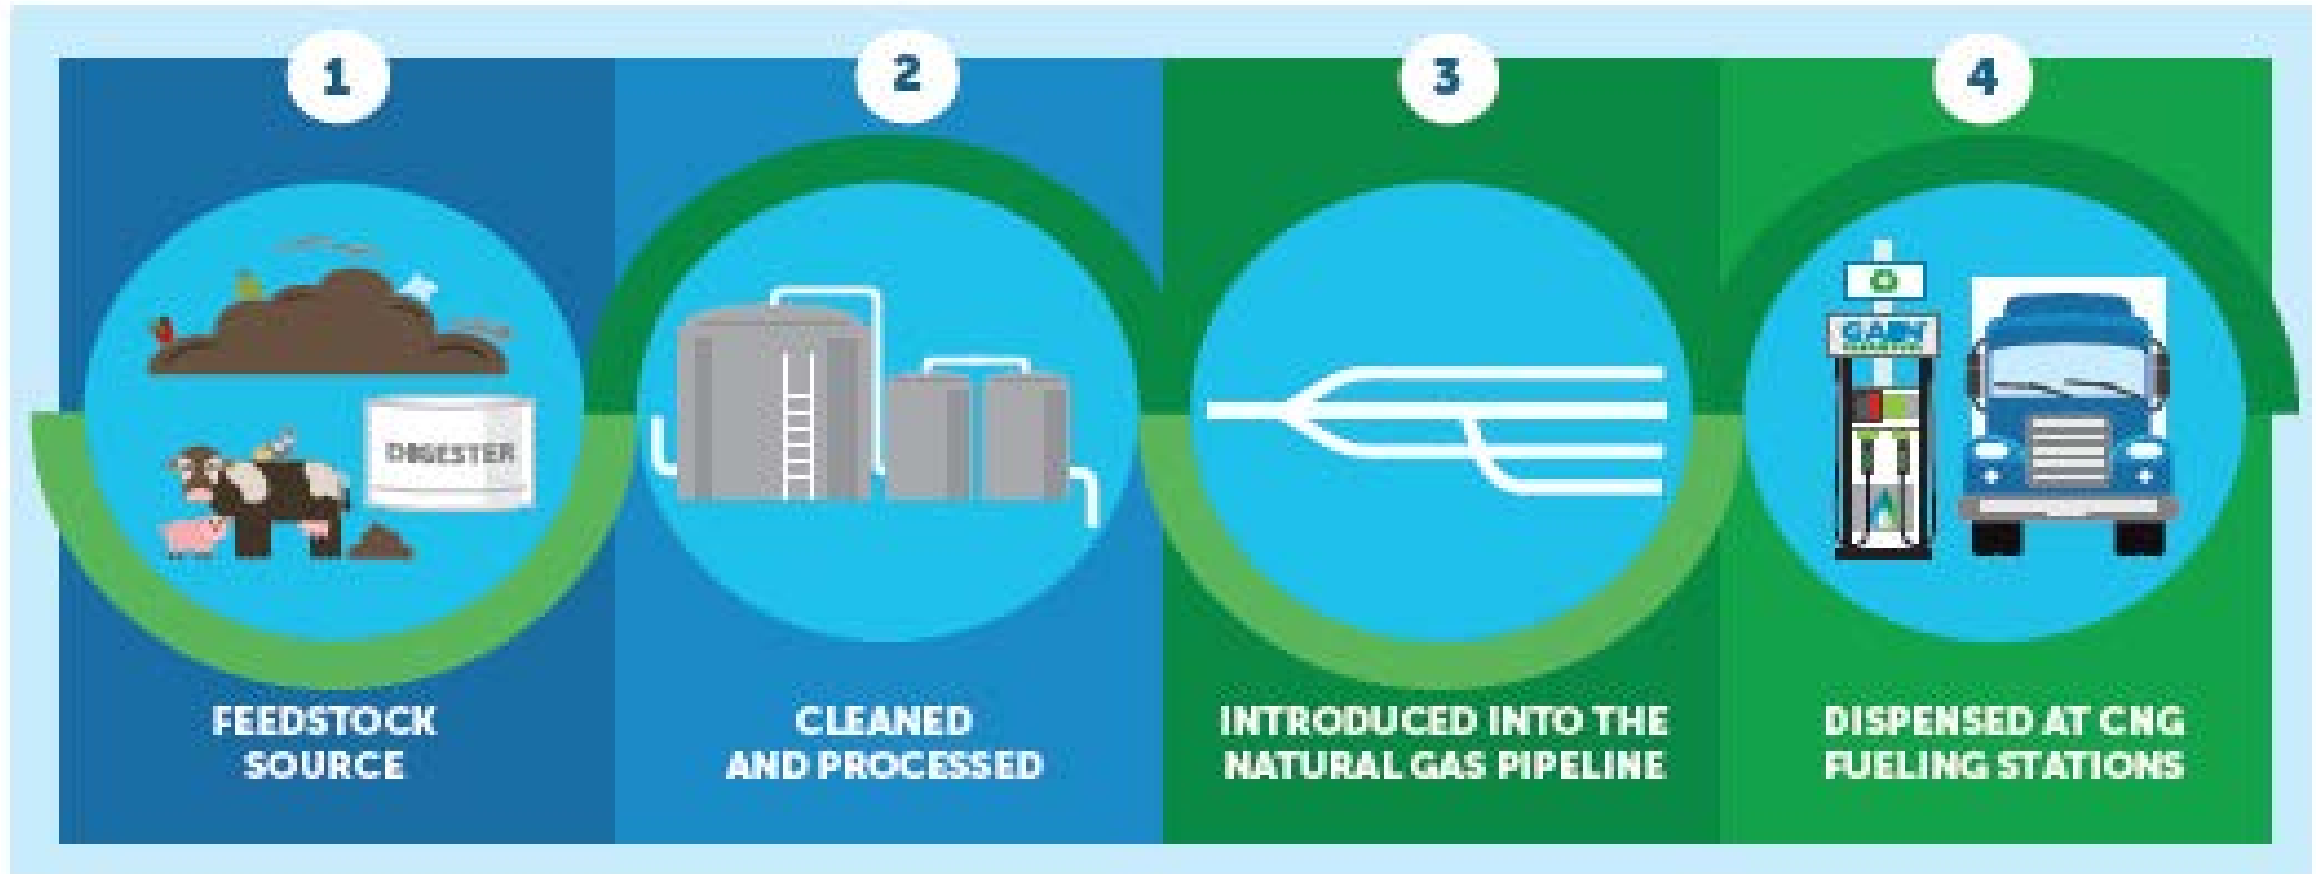 1
2
3
4
DIGESTER
GAIN
FEEDSTOCK
SOURCE
CLEANED
AND PROCESSED
INTRODUCED INTO THE
NATURAL GAS PIPELINE
DISPENSED AT CNG
FUELING STATIONS